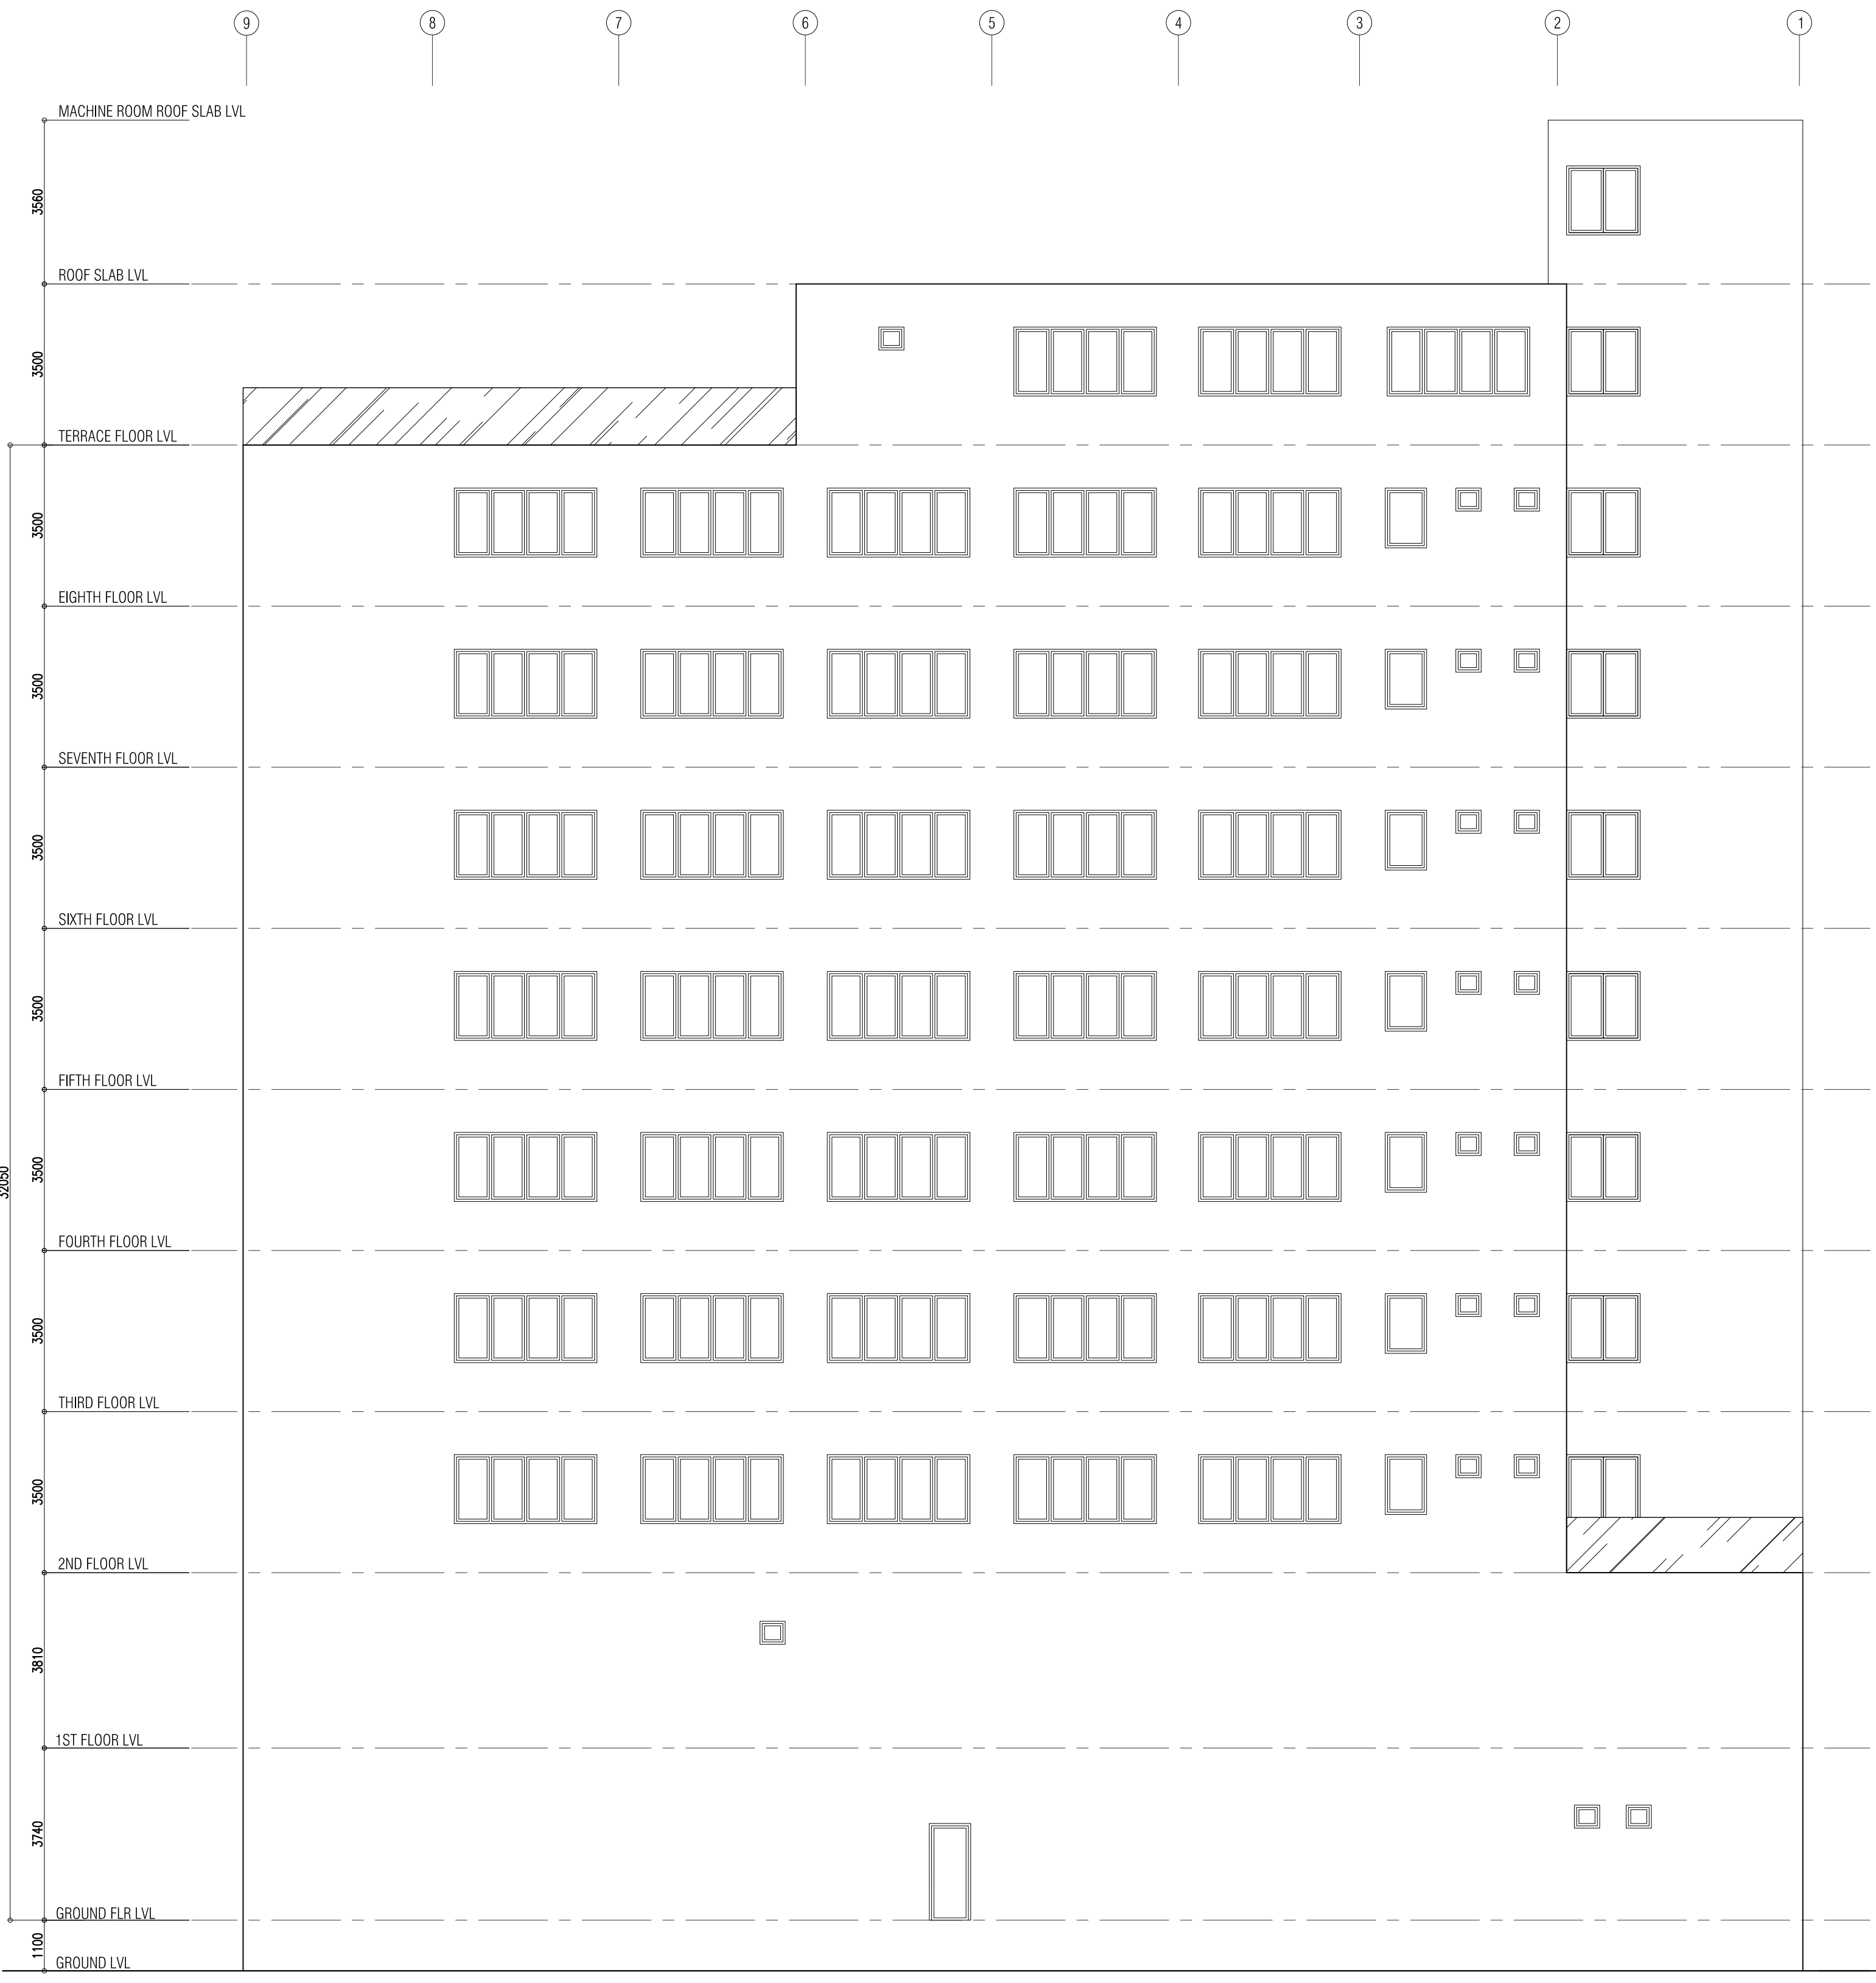 9 8 7 6 5 4 3 2 1
MACHINE ROOM ROOF SLAB LVL
3560
ROOF SLAB LVL
3500
TERRACE FLOOR LVL
3500
EIGHTH FLOOR LVL
3500
SEVENTH FLOOR LVL
3500
SIXTH FLOOR LVL
3500
FIFTH FLOOR LVL
32050
3500
FOURTH FLOOR LVL
3500
THIRD FLOOR LVL
3500
2ND FLOOR LVL
3810
1ST FLOOR LVL
3740
GROUND FLR LVL
1100
GROUND LVL